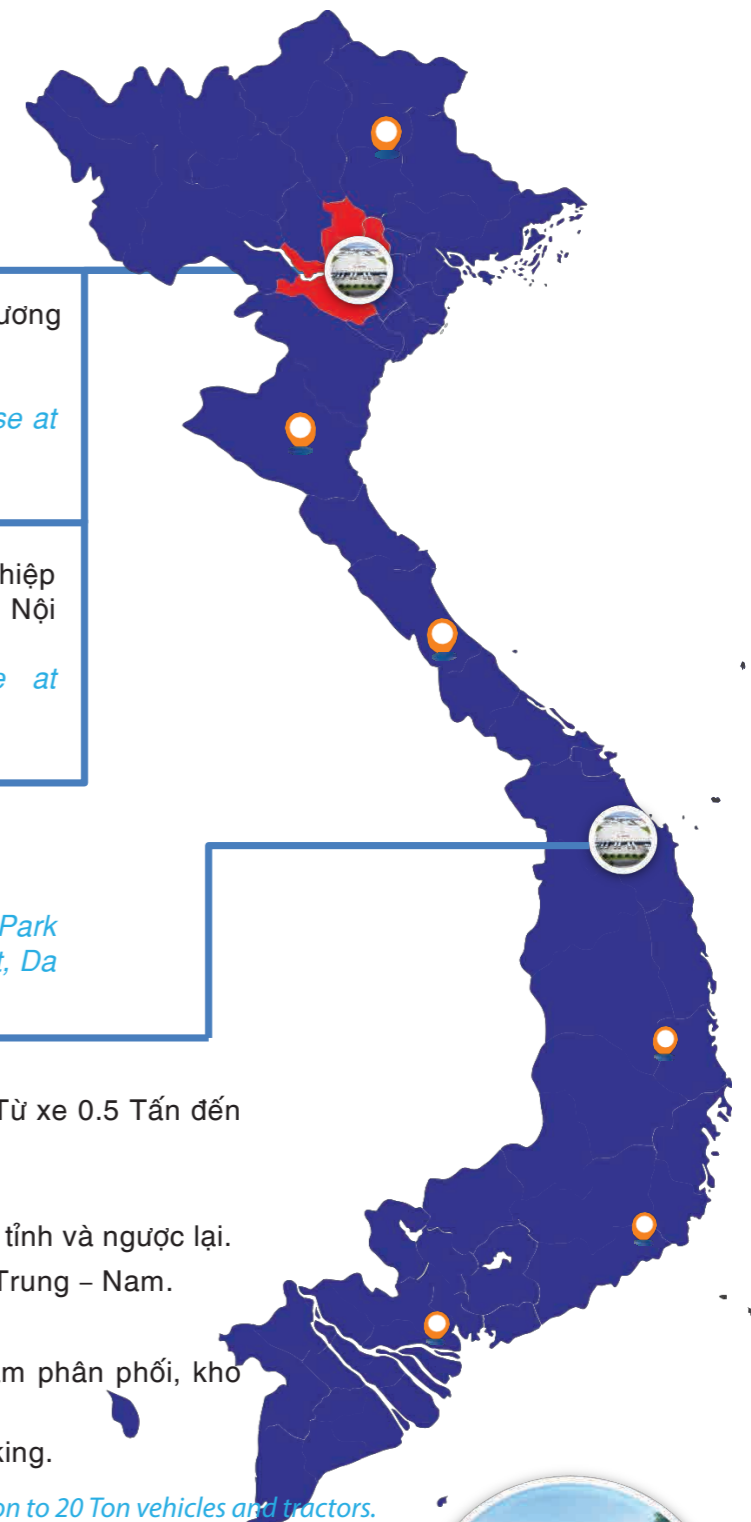 ương
se at
hiệp
Nội
e at
Park
t, Da
Từ xe 0.5 Tấn đến
tỉnh và ngược lại.
Trung – Nam.
âm phân phối, kho
king.
on to 20 Ton vehicles and tractors.